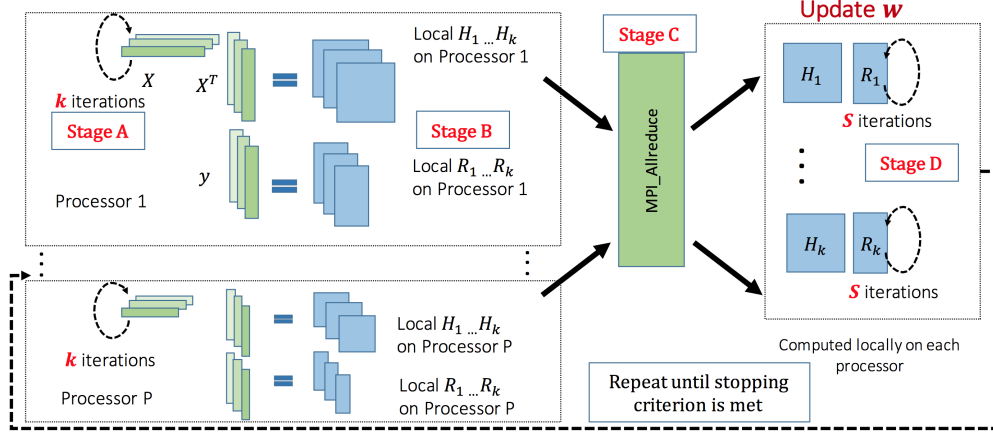 Update w
Stage C
Local H₁ ... Hₖ
on Processor 1
X
Xᵀ
k iterations
Stage A
Stage B
H₁
R₁
S iterations
Local R₁ ... Rₖ
on Processor 1
y
Processor 1
MPI_Allreduce
Stage D
Hₖ
Rₖ
S iterations
k iterations
Processor P
Local H₁ ... Hₖ
on Processor P
Local R₁ ... Rₖ
on Processor P
Computed locally on each
processor
Repeat until stopping
criterion is met